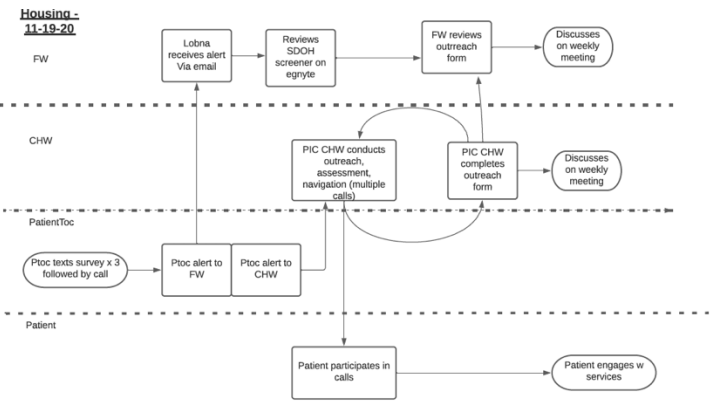 Housing -
11-19-20
FW
Lobna
receives alert
Via email
Reviews
SDOH
screener on
egnyte
FW reviews
outrreach
form
Discusses
on weekly
meeting
CHW
PIC CHW conducts
outreach,
assessment,
navigation (multiple
calls)
PIC CHW
completes
outreach
form
Discusses
on weekly
meeting
PatientToc
Ptoc texts survey x 3
followed by call
Ptoc alert to
FW
Ptoc alert to
CHW
Patient
Patient participates in
calls
Patient engages w
services